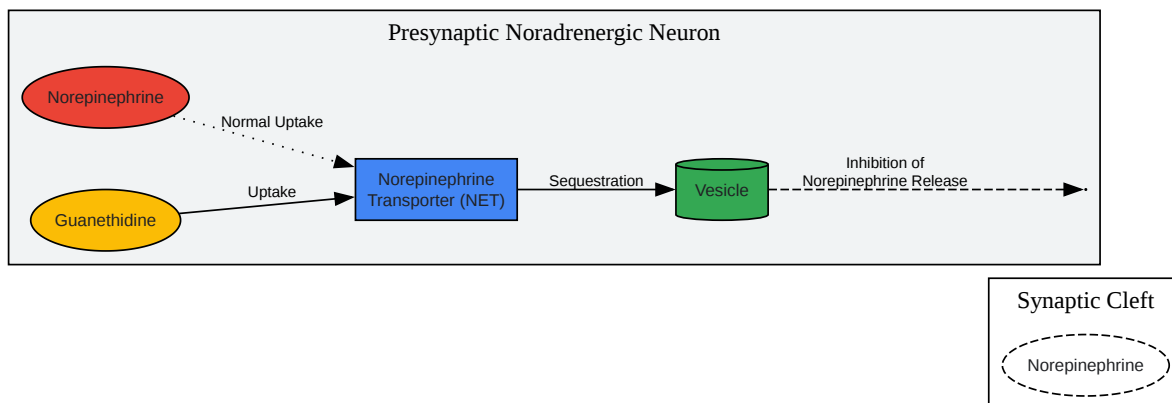 Presynaptic Noradrenergic Neuron
Norepinephrine
Normal Uptake
Guanethidine
Uptake
Norepinephrine
Transporter (NET)
Sequestration
Vesicle
Inhibition of
Norepinephrine Release
Synaptic Cleft
Norepinephrine